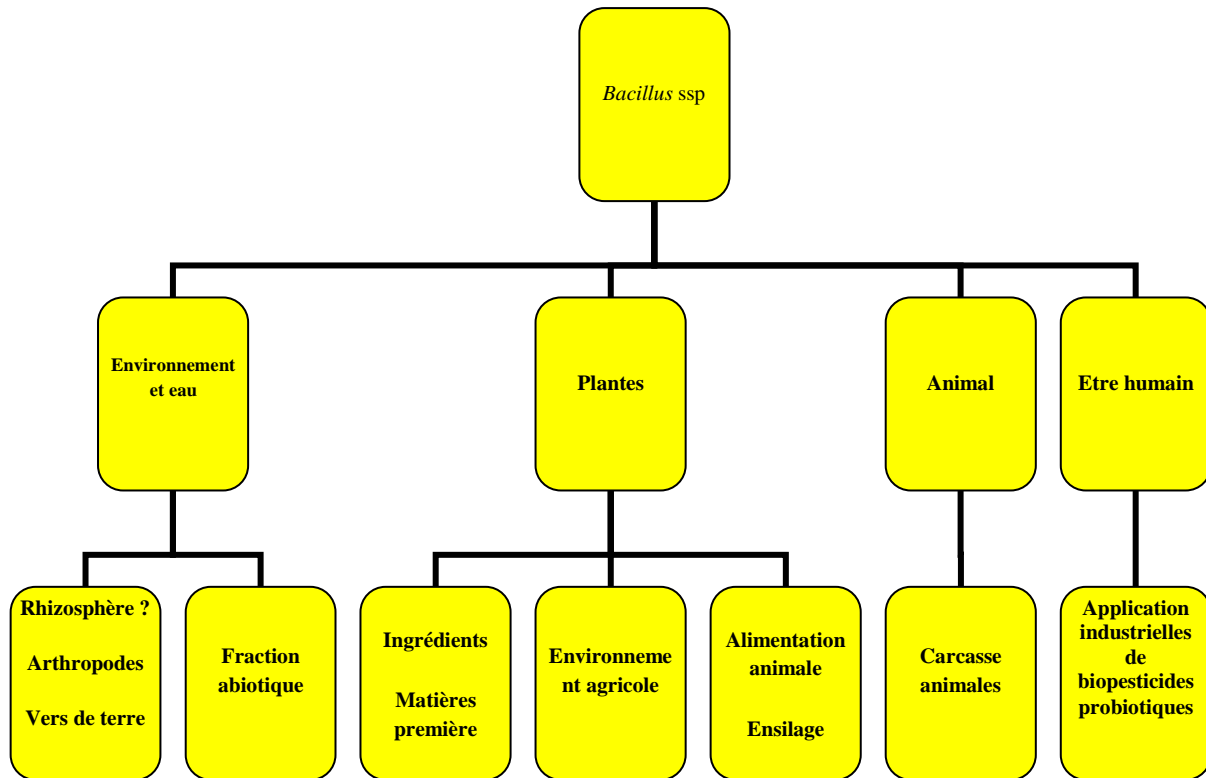 Bacillus ssp
Environnement
et eau
Plantes
Animal
Etre humain
Rhizosphère ?
Arthropodes
Vers de terre
Fraction
abiotique
Ingrédients
Matières
première
Environneme
nt agricole
Alimentation
animale
Ensilage
Carcasse
animales
Application
industrielles
de
biopesticides
probiotiques